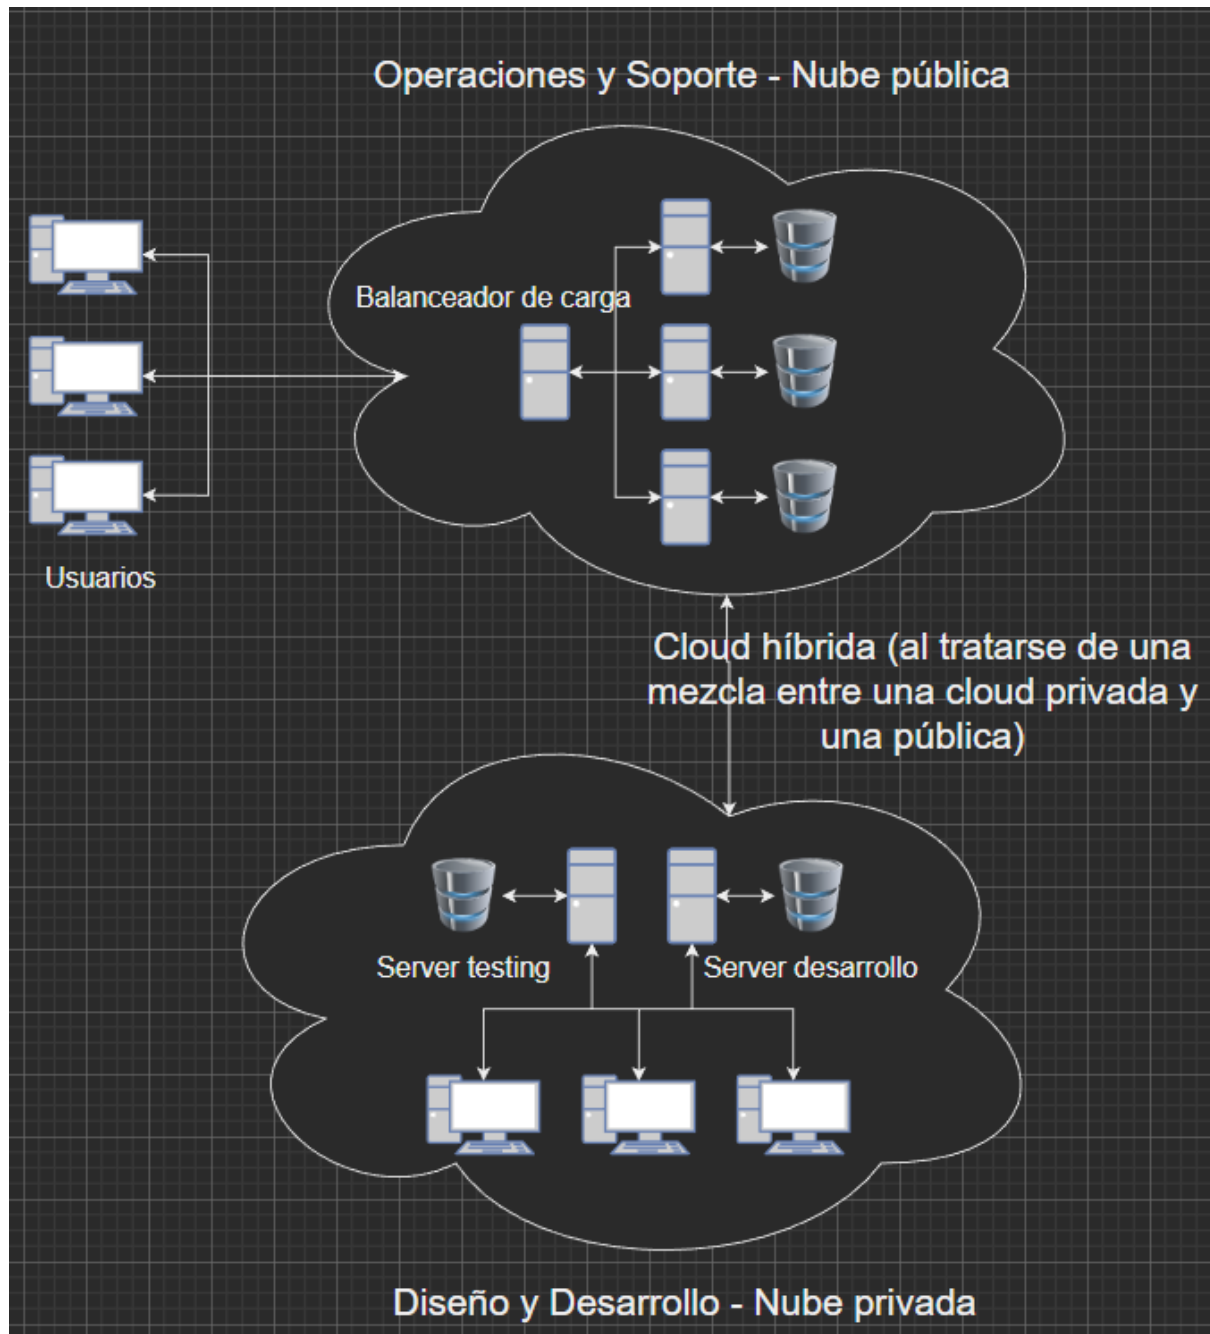 Operaciones y Soporte - Nube pública
Balanceador de carga
Usuarios
Cloud híbrida (al tratarse de una
mezcla entre una cloud privada y
una pública)
Server testing
Server desarrollo
Diseño y Desarrollo - Nube privada